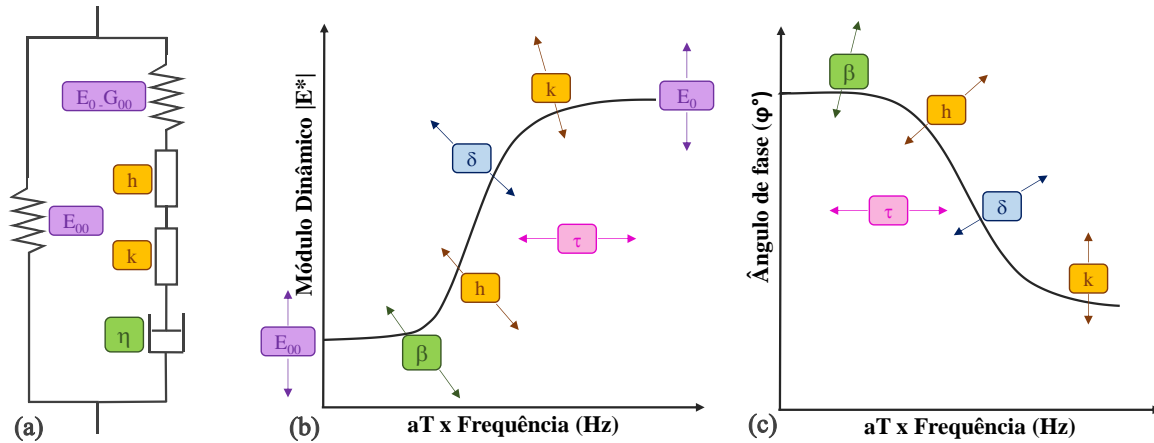 E₀ - G₀₀
h
E₀₀
k
η
(a)
Módulo Dinâmico |E*|
k
E₀
δ
τ
h
E₀₀
β
(b)
aT x Frequência (Hz)
Ângulo de fase (φ°)
β
h
τ
δ
k
(c)
aT x Frequência (Hz)